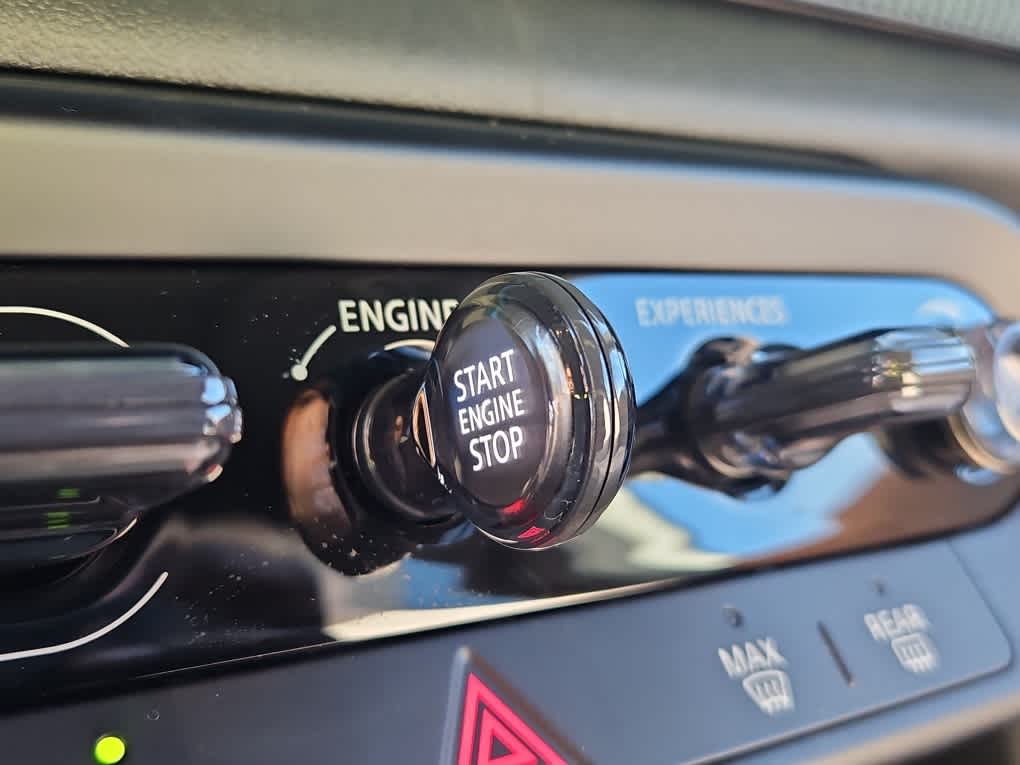 ENGINE
EXPERIENCES
START
ENGINE
STOP
MAX
REAR